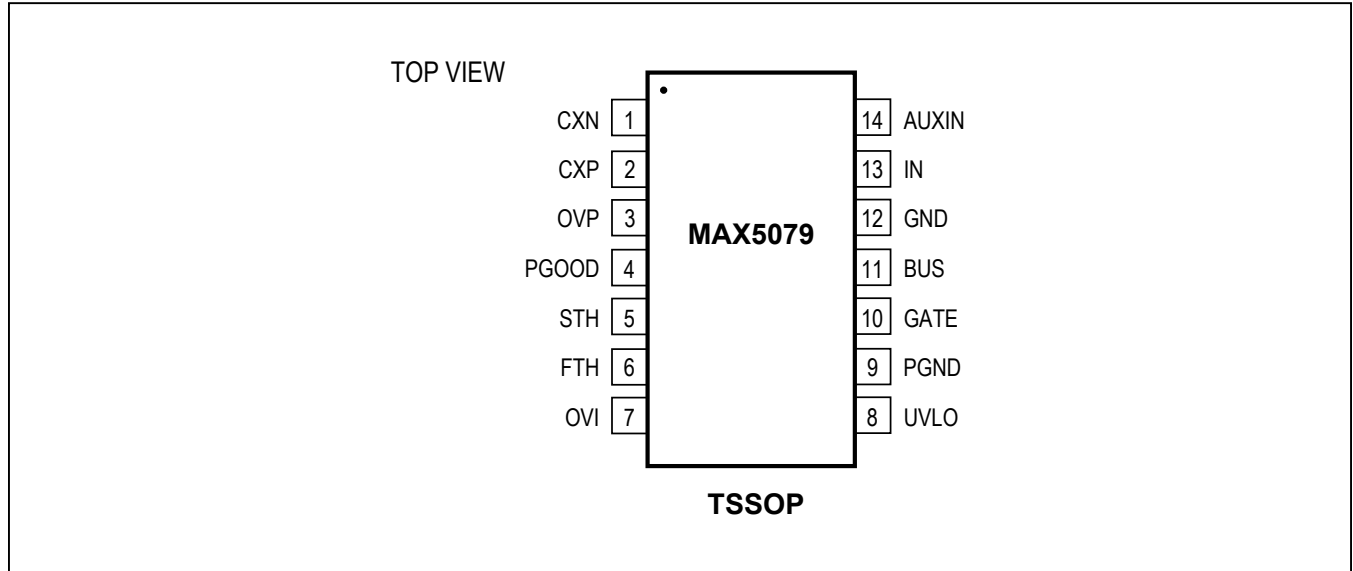 TOP VIEW
CXN 1
CXP 2
OVP 3
PGOOD 4
STH 5
FTH 6
OVI 7
MAX5079
14 AUXIN
13 IN
12 GND
11 BUS
10 GATE
9 PGND
8 UVLO
TSSOP